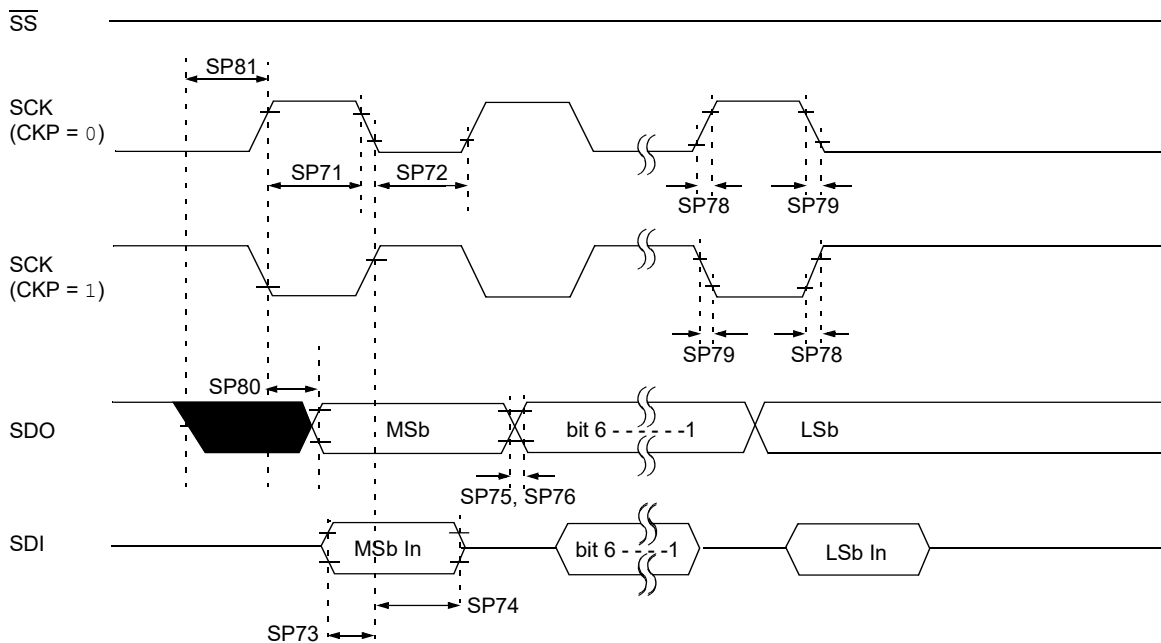 SS
SP81
SCK
(CKP = 0)
SP71
SP72
SP78
SP79
SCK
(CKP = 1)
SP79
SP78
SP80
SDO
MSb
bit 6 - - - - - - -1
LSb
SP75, SP76
SDI
MSb In
bit 6 - - - - -1
LSb In
SP74
SP73